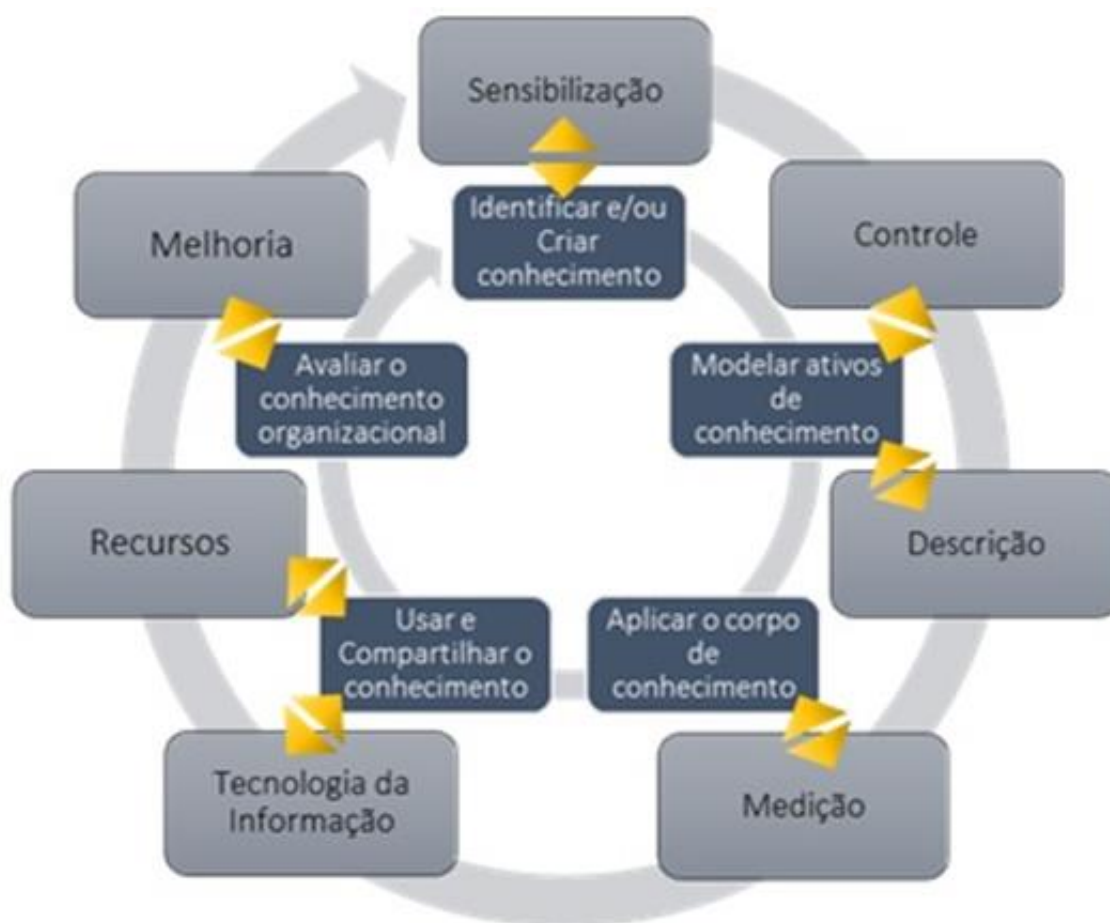 Sensibilização
Identificar e/ou
Criar
conhecimento
Controle
Modelar ativos
de
conhecimento
Descrição
Aplicar o corpo
de
conhecimento
Medição
Usar e
Compartilhar o
conhecimento
Tecnologia da
Informação
Recursos
Avaliar o
conhecimento
organizacional
Melhoria